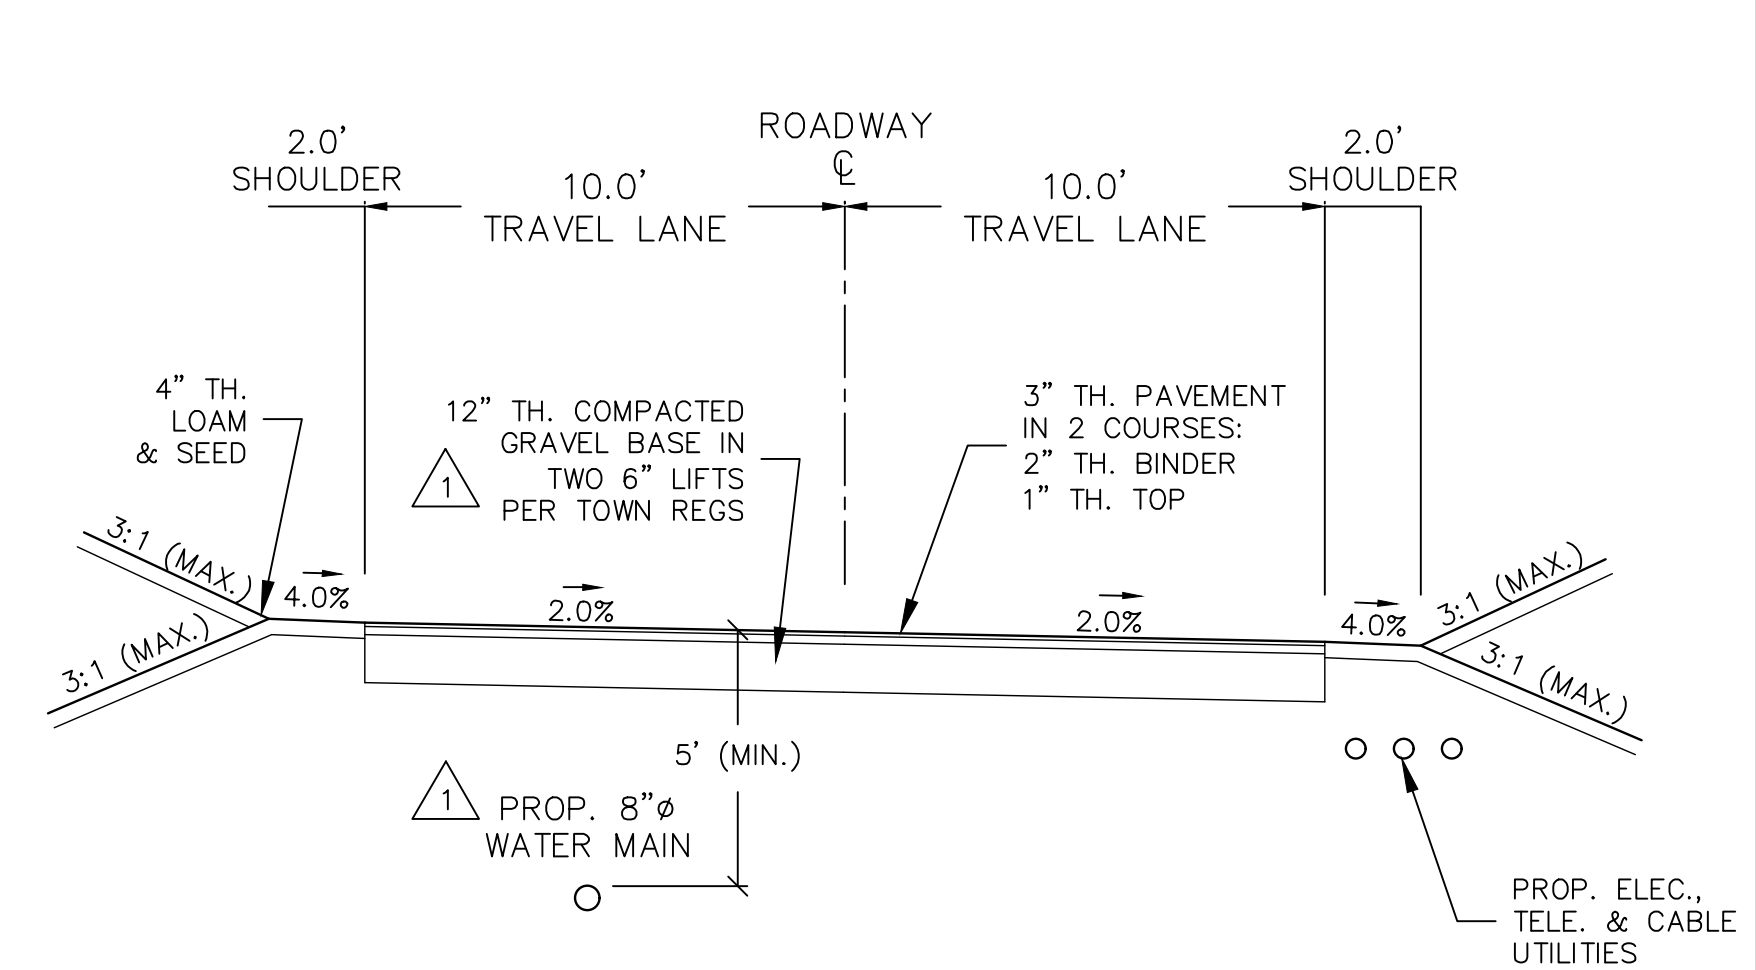 ROADWAY
℄
2.0’
SHOULDER
10.0’
TRAVEL LANE
10.0’
TRAVEL LANE
2.0’
SHOULDER
4” TH.
LOAM
& SEED
12” TH. COMPACTED
GRAVEL BASE IN
TWO 6” LIFTS
PER TOWN REGS
1
3” TH. PAVEMENT
IN 2 COURSES:
2” TH. BINDER
1” TH. TOP
3:1 (MAX.)
3:1 (MAX.)
4.0%
2.0%
2.0%
4.0%
3:1 (MAX.)
3:1 (MAX.)
5’ (MIN.)
1
PROP. 8”ø
WATER MAIN
PROP. ELEC.,
TELE. & CABLE
UTILITIES